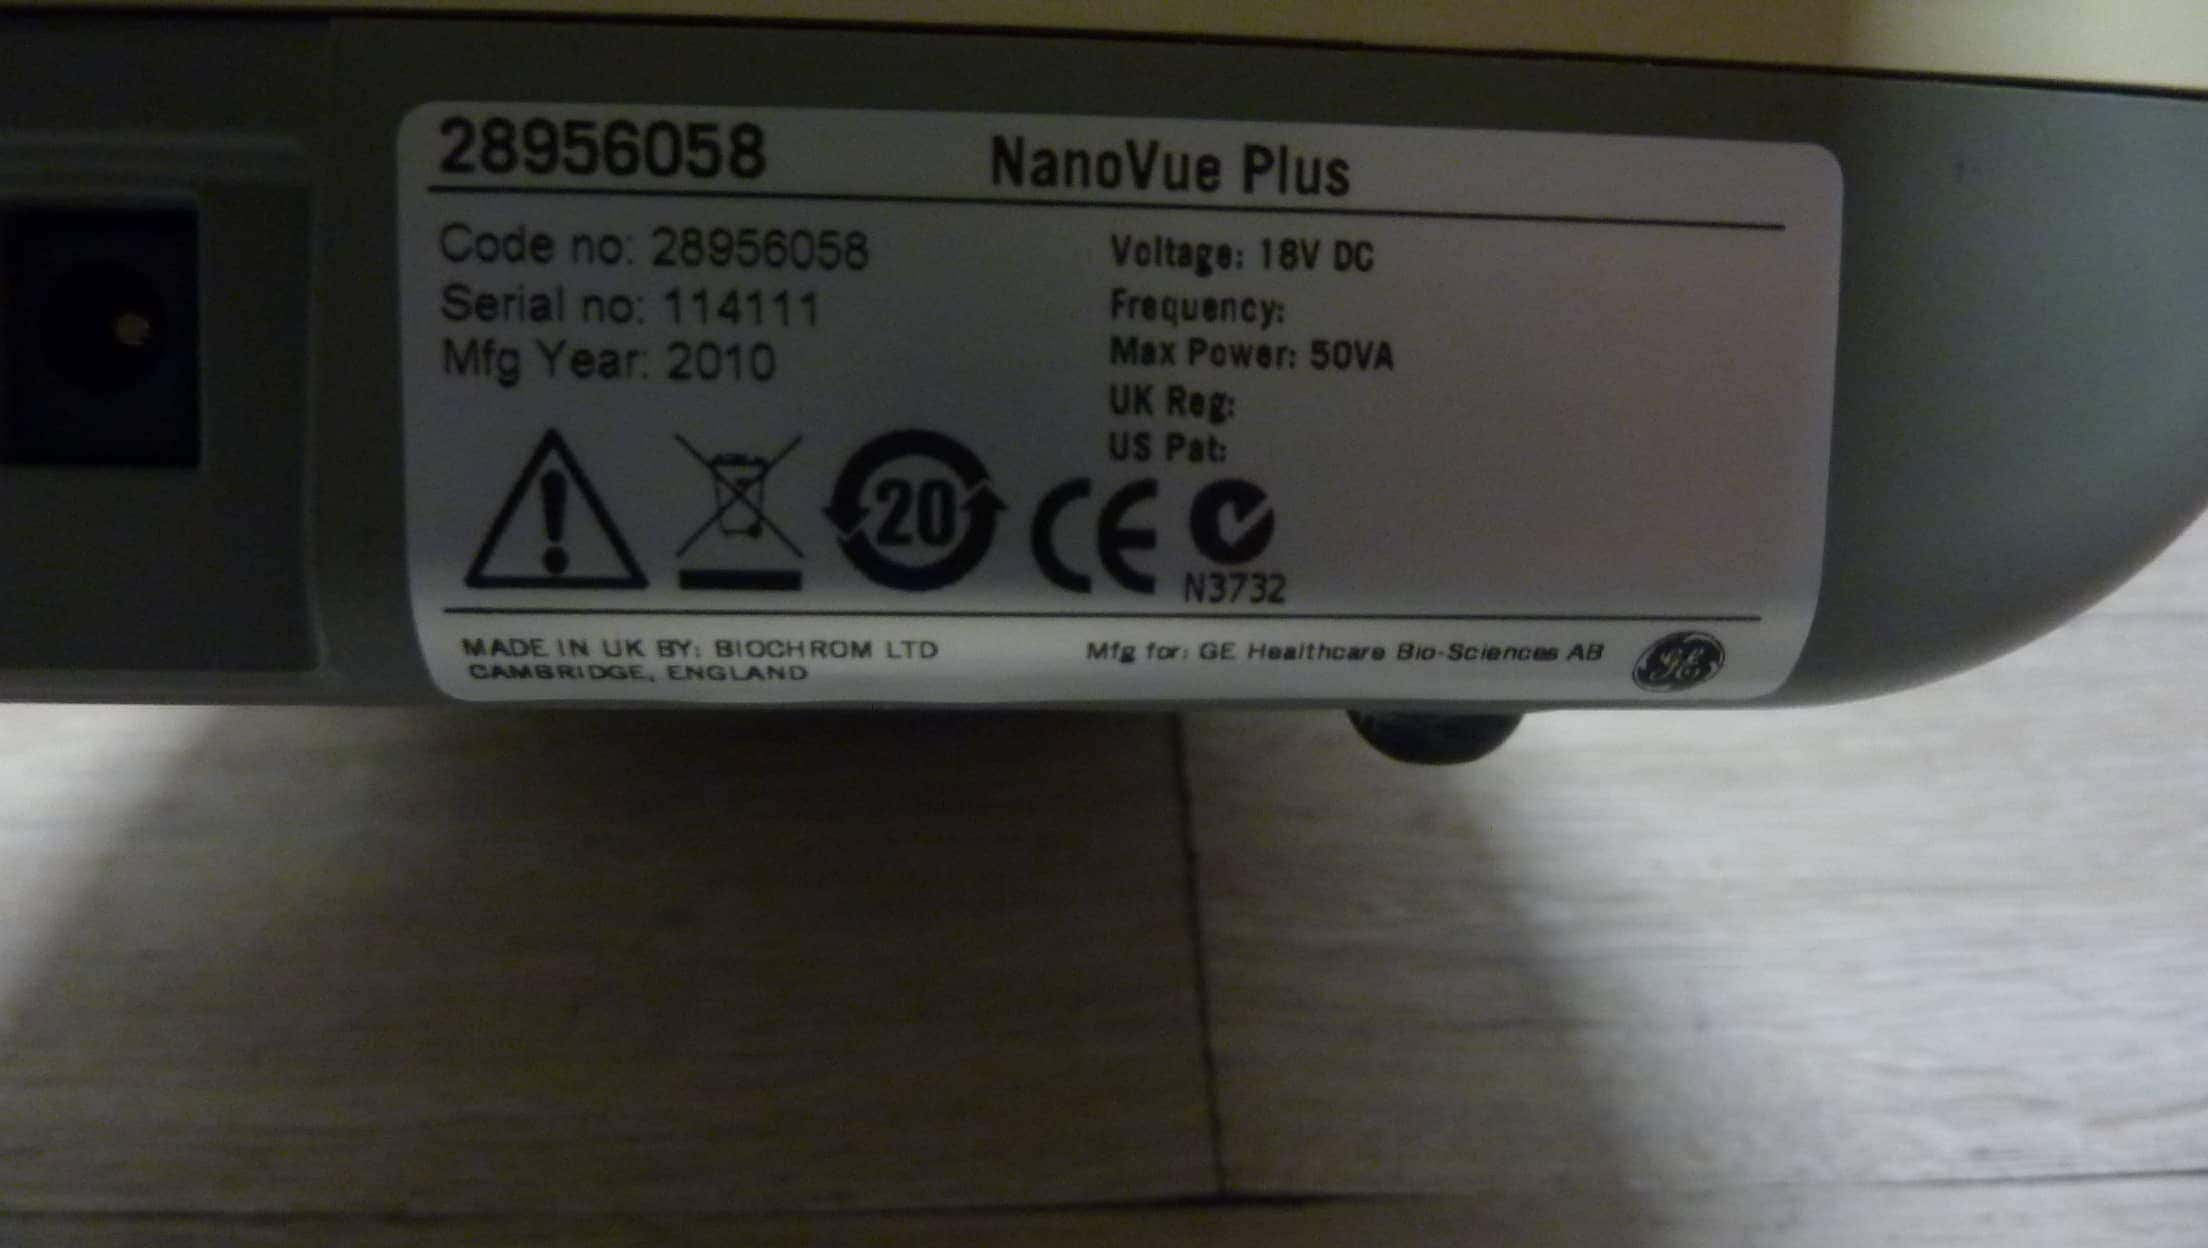 28956058 NanoVue Plus
Code no: 28956058
Serial no: 114111
Mfg Year: 2010
Voltage: 18V DC
Frequency:
Max Power: 50VA
UK Reg:
US Pat:
20
CE
N3732
MADE IN UK BY: BIOCHROM LTD
CAMBRIDGE, ENGLAND
Mfg for: GE Healthcare Bio-Sciences AB
GE